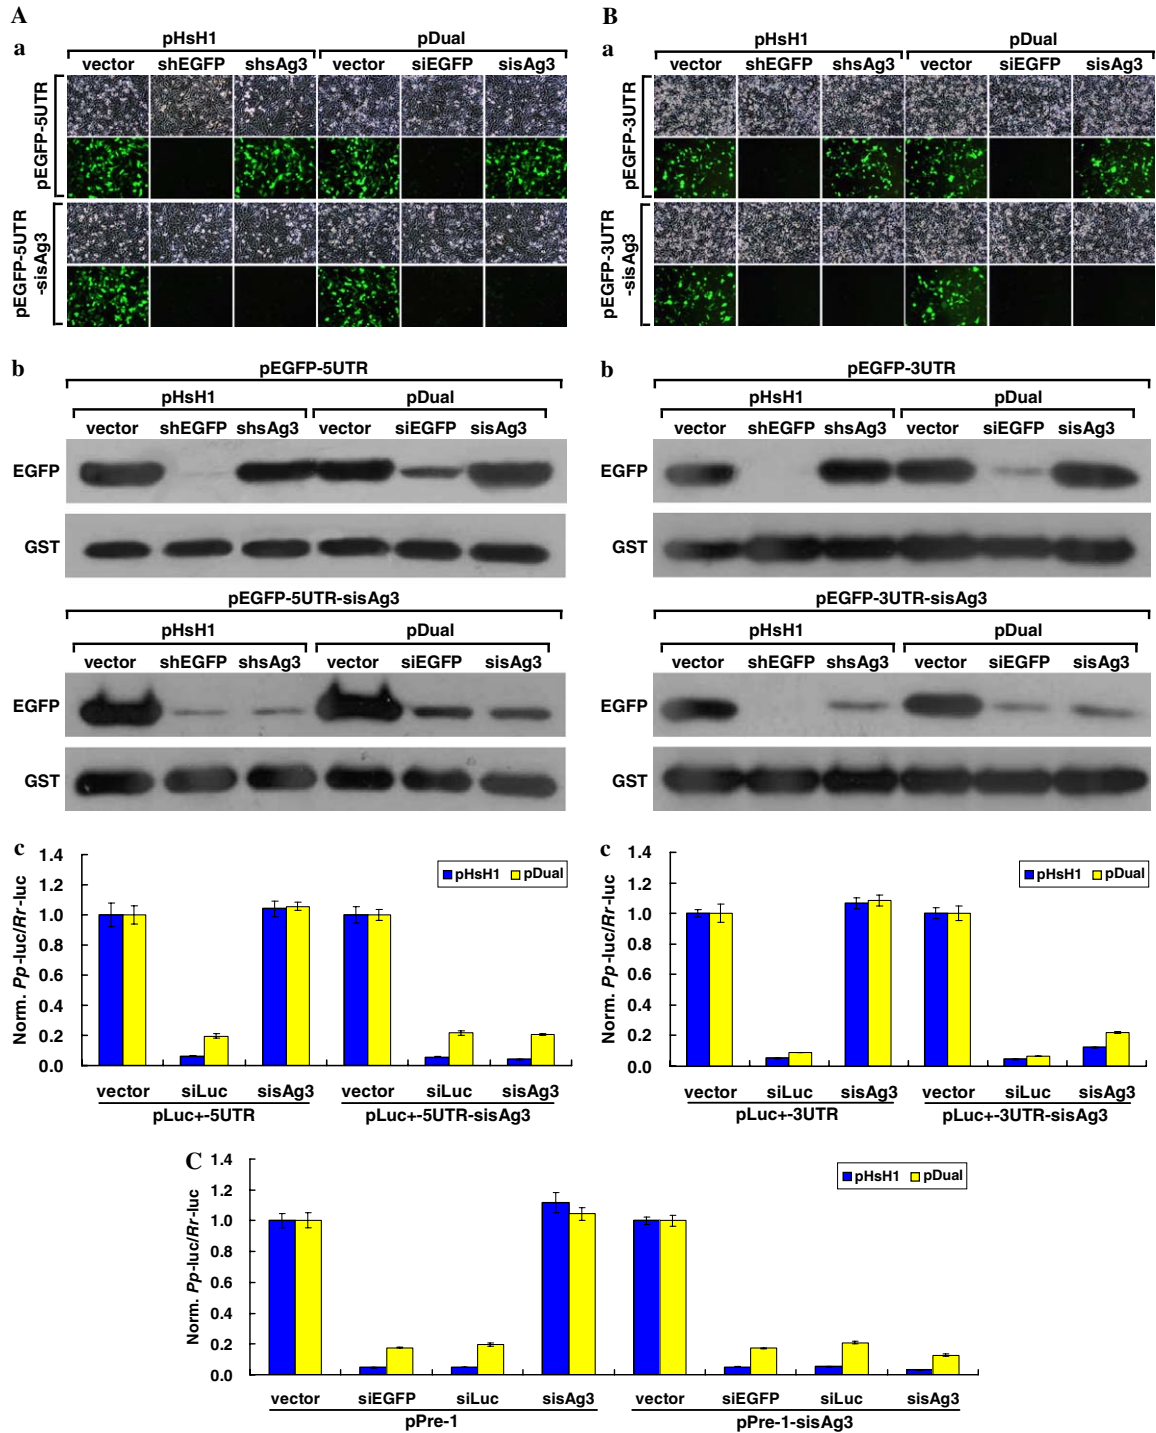 A
a
pHsH1 pDual
vector shEGFP shsAg3 vector siEGFP sisAg3
pEGFP-5UTR
pEGFP-5UTR
-sisAg3
B
a
pHsH1 pDual
vector shEGFP shsAg3 vector siEGFP sisAg3
pEGFP-3UTR
pEGFP-3UTR
-sisAg3
b
pEGFP-5UTR
pHsH1 pDual
vector shEGFP shsAg3 vector siEGFP sisAg3
EGFP
GST
pEGFP-5UTR-sisAg3
pHsH1 pDual
vector shEGFP shsAg3 vector siEGFP sisAg3
EGFP
GST
b
pEGFP-3UTR
pHsH1 pDual
vector shEGFP shsAg3 vector siEGFP sisAg3
EGFP
GST
pEGFP-3UTR-sisAg3
pHsH1 pDual
vector shEGFP shsAg3 vector siEGFP sisAg3
EGFP
GST
c
Norm. Pp-luc/Rr-luc
1.4
1.2
1.0
0.8
0.6
0.4
0.2
0.0
pHsH1 pDual
vector siLuc sisAg3 vector siLuc sisAg3
pLuc+-5UTR pLuc+-5UTR-sisAg3
c
Norm. Pp-luc/Rr-luc
1.4
1.2
1.0
0.8
0.6
0.4
0.2
0.0
pHsH1 pDual
vector siLuc sisAg3 vector siLuc sisAg3
pLuc+-3UTR pLuc+-3UTR-sisAg3
C
Norm. Pp-luc/Rr-luc
1.4
1.2
1.0
0.8
0.6
0.4
0.2
0.0
pHsH1 pDual
vector siEGFP siLuc sisAg3 vector siEGFP siLuc sisAg3
pPre-1 pPre-1-sisAg3